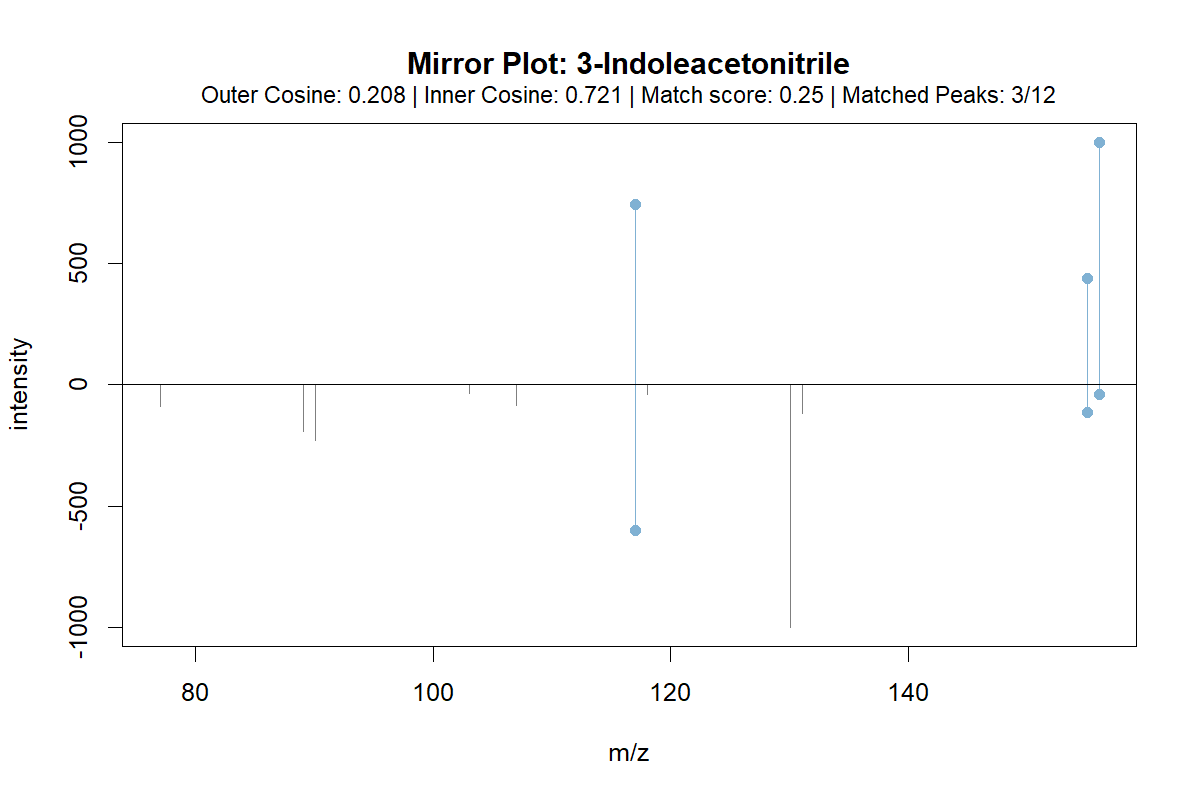 Mirror Plot: 3-Indoleacetonitrile
Outer Cosine: 0.208 | Inner Cosine: 0.721 | Match score: 0.25 | Matched Peaks: 3/12
1000
500
0
-500
-1000
intensity
80 100 120 140
m/z